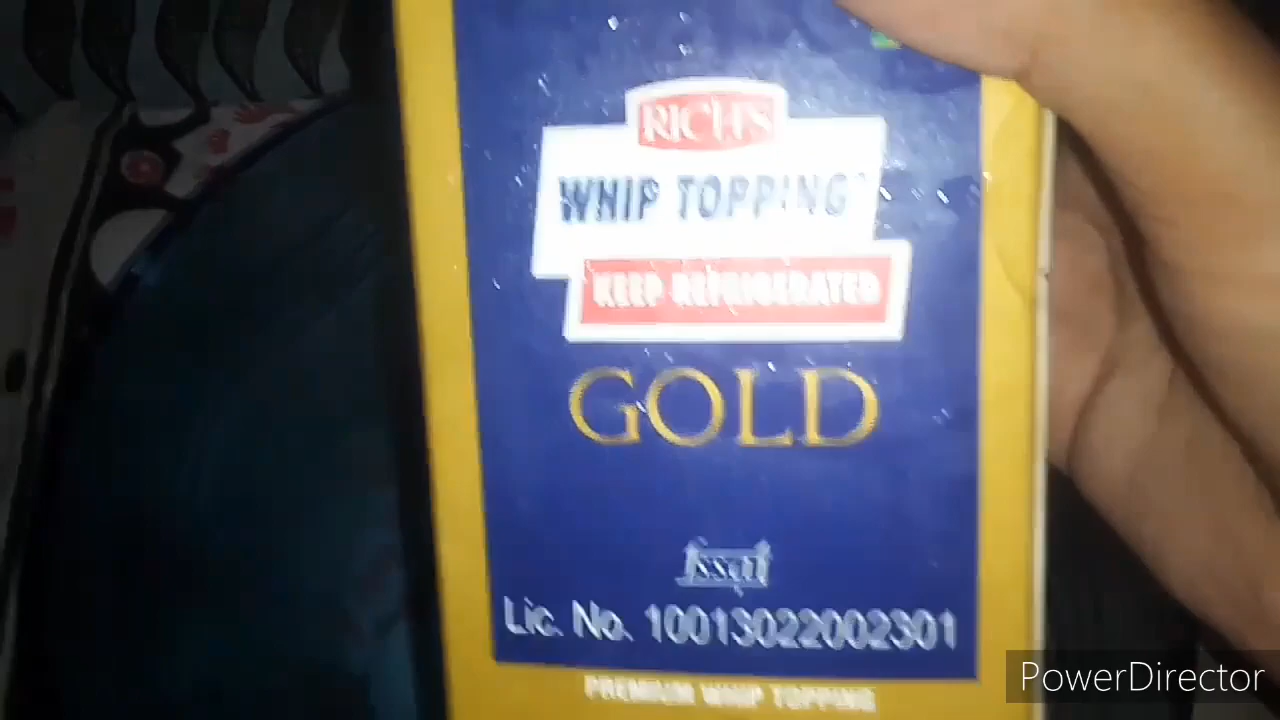 RICH'S
WHIP TOPPING
KEEP REFRIGERATED
GOLD
fssai
Lic. No. 10013022002301
PREMIUM WHIP TOPPING
PowerDirector